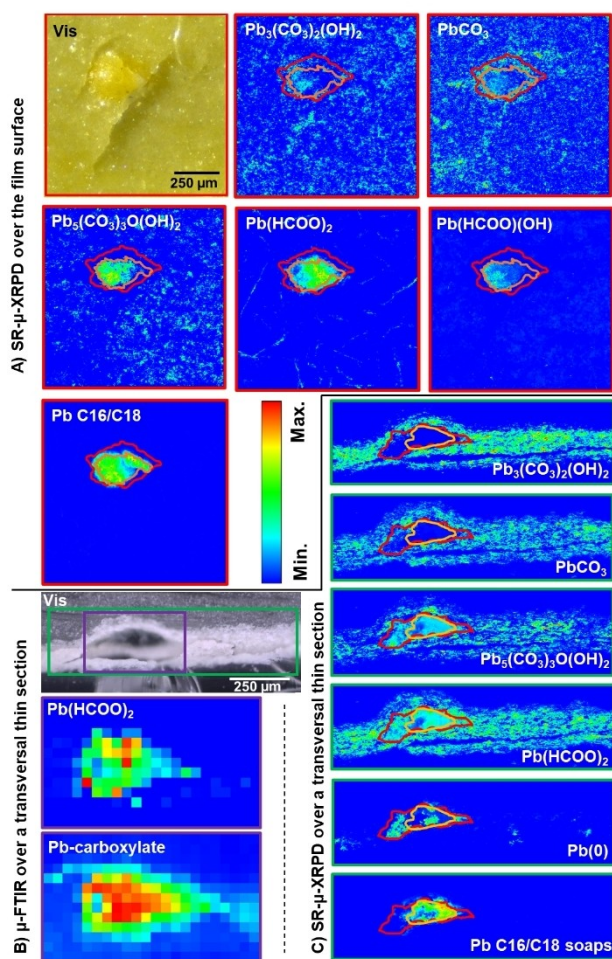 A) SR-µ-XRPD over the film surface
Vis
250 µm
Pb₃(CO₃)₂(OH)₂
PbCO₃
Pb₅(CO₃)₃O(OH)₂
Pb(HCOO)₂
Pb(HCOO)(OH)
Pb C16/C18
Max.
Min.
B) µ-FTIR over a transversal thin section
Vis
250 µm
Pb(HCOO)₂
Pb-carboxylate
C) SR-µ-XRPD over a transversal thin section
Pb₃(CO₃)₂(OH)₂
PbCO₃
Pb₅(CO₃)₃O(OH)₂
Pb(HCOO)₂
Pb(0)
Pb C16/C18 soaps